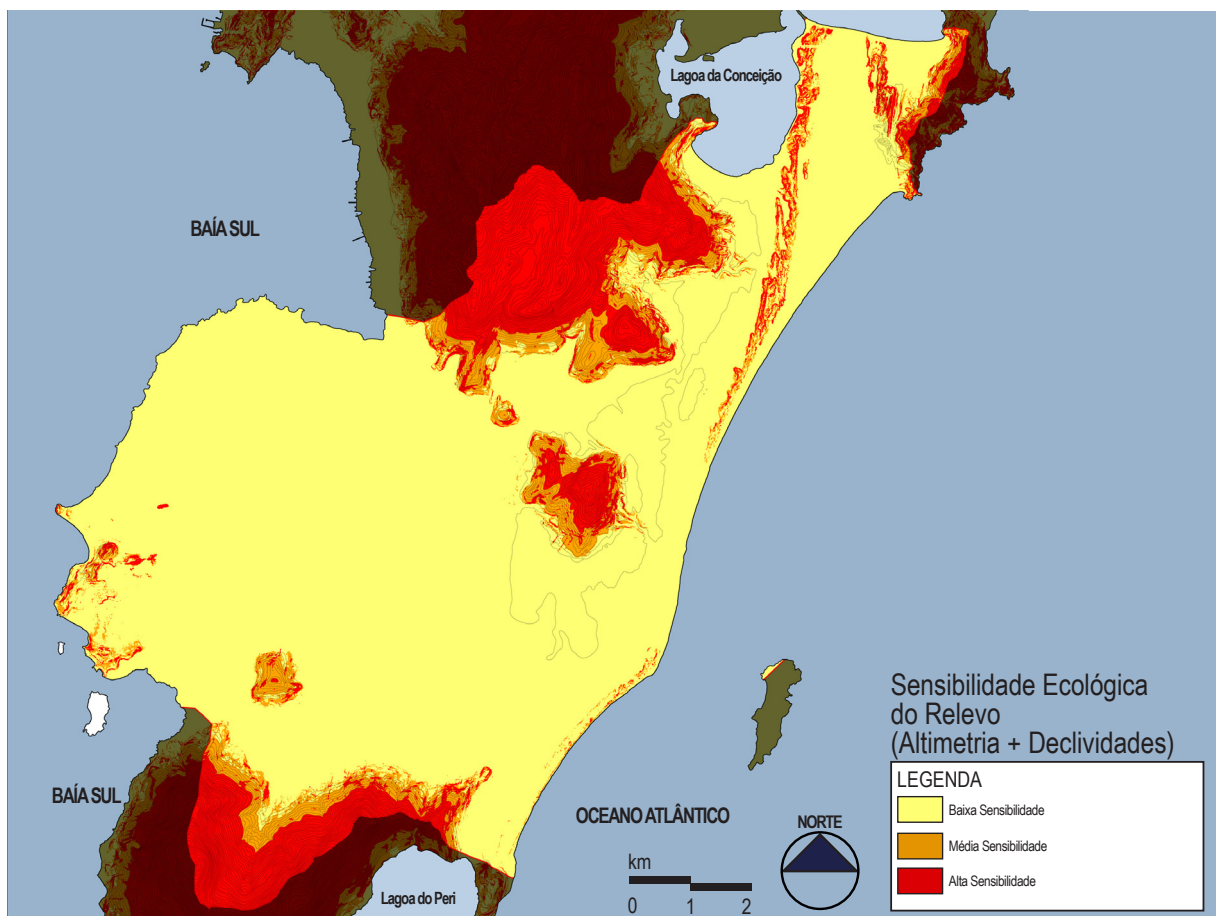 Lagoa da Conceição
BAÍA SUL
Sensibilidade Ecológica
do Relevo
(Altimetria + Declividades)
LEGENDA
Baixa Sensibilidade
Média Sensibilidade
Alta Sensibilidade
BAÍA SUL
OCEANO ATLÂNTICO
NORTE
km
0 1 2
Lagoa do Peri